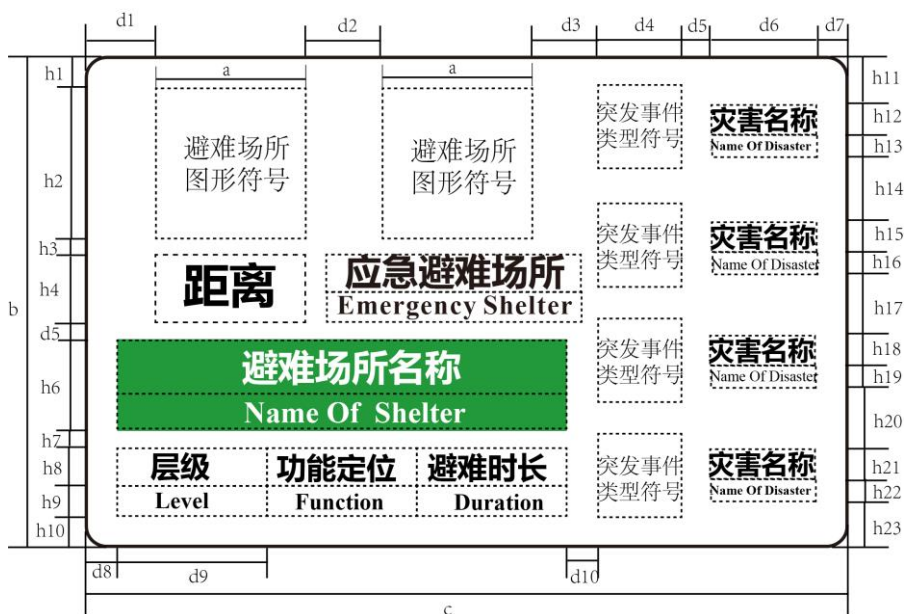 d1
d2
d3
d4
d5
d6
d7
a
a
b
h1
h2
h3
h4
d5
h6
h7
h8
h9
h10
避难场所
图形符号
避难场所
图形符号
距离
应急避难场所
Emergency Shelter
避难场所名称
Name Of Shelter
层级
功能定位
避难时长
Level
Function
Duration
突发事件
类型符号
灾害名称
Name Of Disaster
突发事件
类型符号
灾害名称
Name Of Disaster
突发事件
类型符号
灾害名称
Name Of Disaster
突发事件
类型符号
灾害名称
Name Of Disaster
h11
h12
h13
h14
h15
h16
h17
h18
h19
h20
h21
h22
h23
d8
d9
d10
c